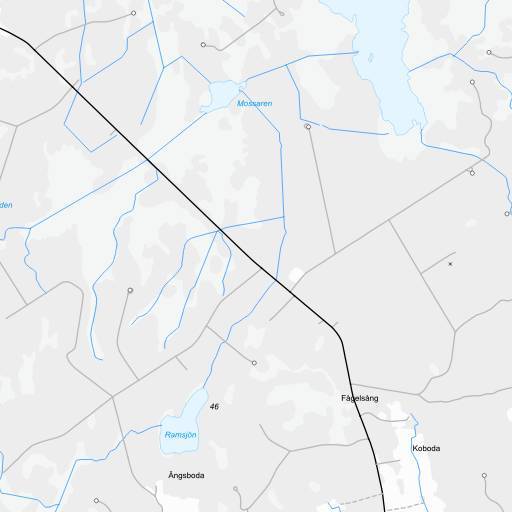 Mossaren
den
46
Fågelsång
Ramsjön
Koboda
Ängsboda